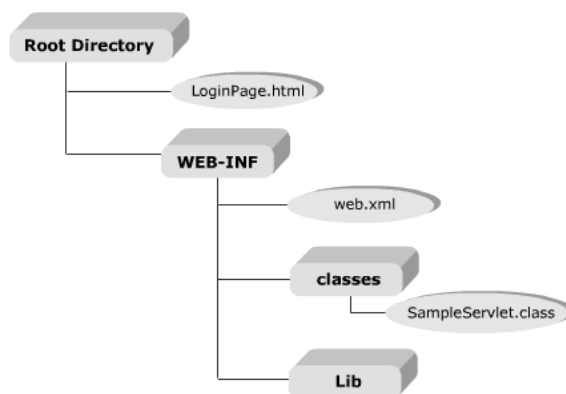 Root Directory
LoginPage.html
WEB-INF
web.xml
classes
SampleServlet.class
Lib